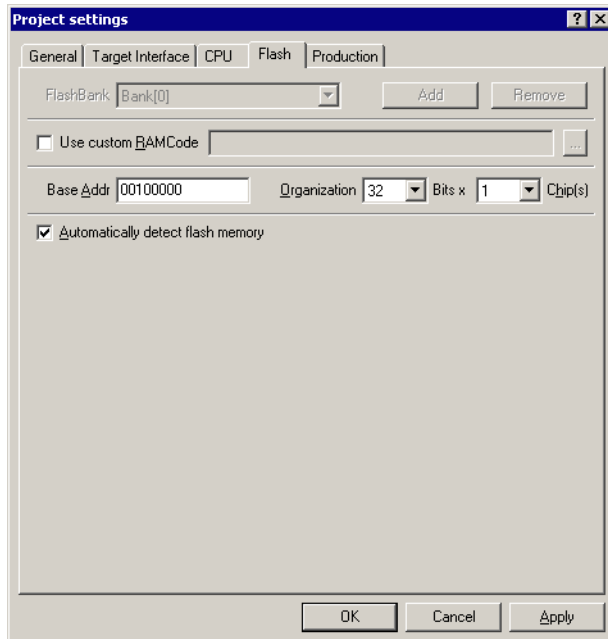 Project settings
General Target Interface CPU Flash Production
FlashBank Bank[0] Add Remove
Use custom RAMCode ...
Base Addr 00100000 Organization 32 Bits x 1 Chip(s)
Automatically detect flash memory
OK Cancel Apply